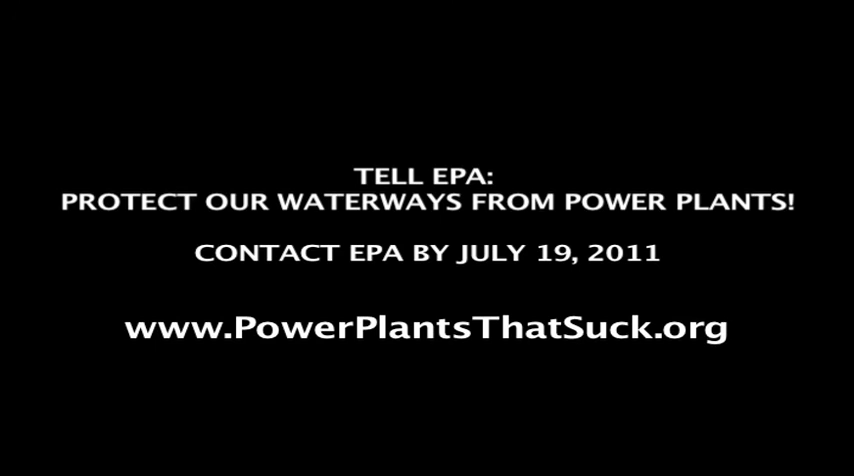 TELL EPA:
PROTECT OUR WATERWAYS FROM POWER PLANTS!
CONTACT EPA BY JULY 19, 2011
www.PowerPlantsThatSuck.org